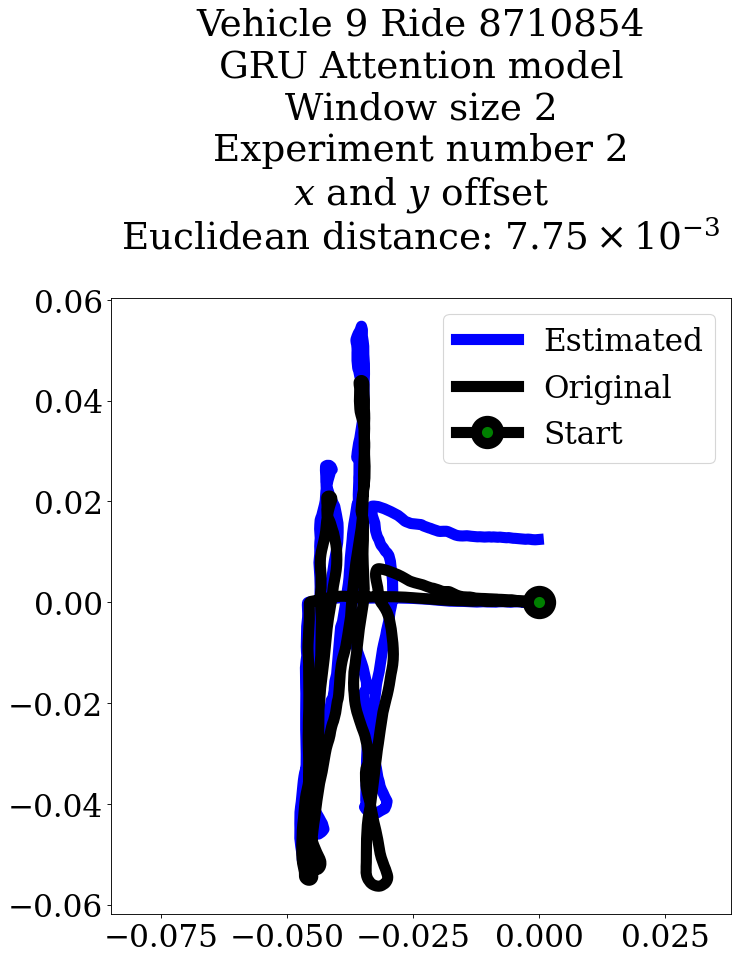 Vehicle 9 Ride 8710854
GRU Attention model
Window size 2
Experiment number 2
x and y offset
Euclidean distance: 7.75 × 10⁻³
Estimated
Original
Start
0.06
0.04
0.02
0.00
−0.02
−0.04
−0.06
−0.075 −0.050 −0.025 0.000 0.025